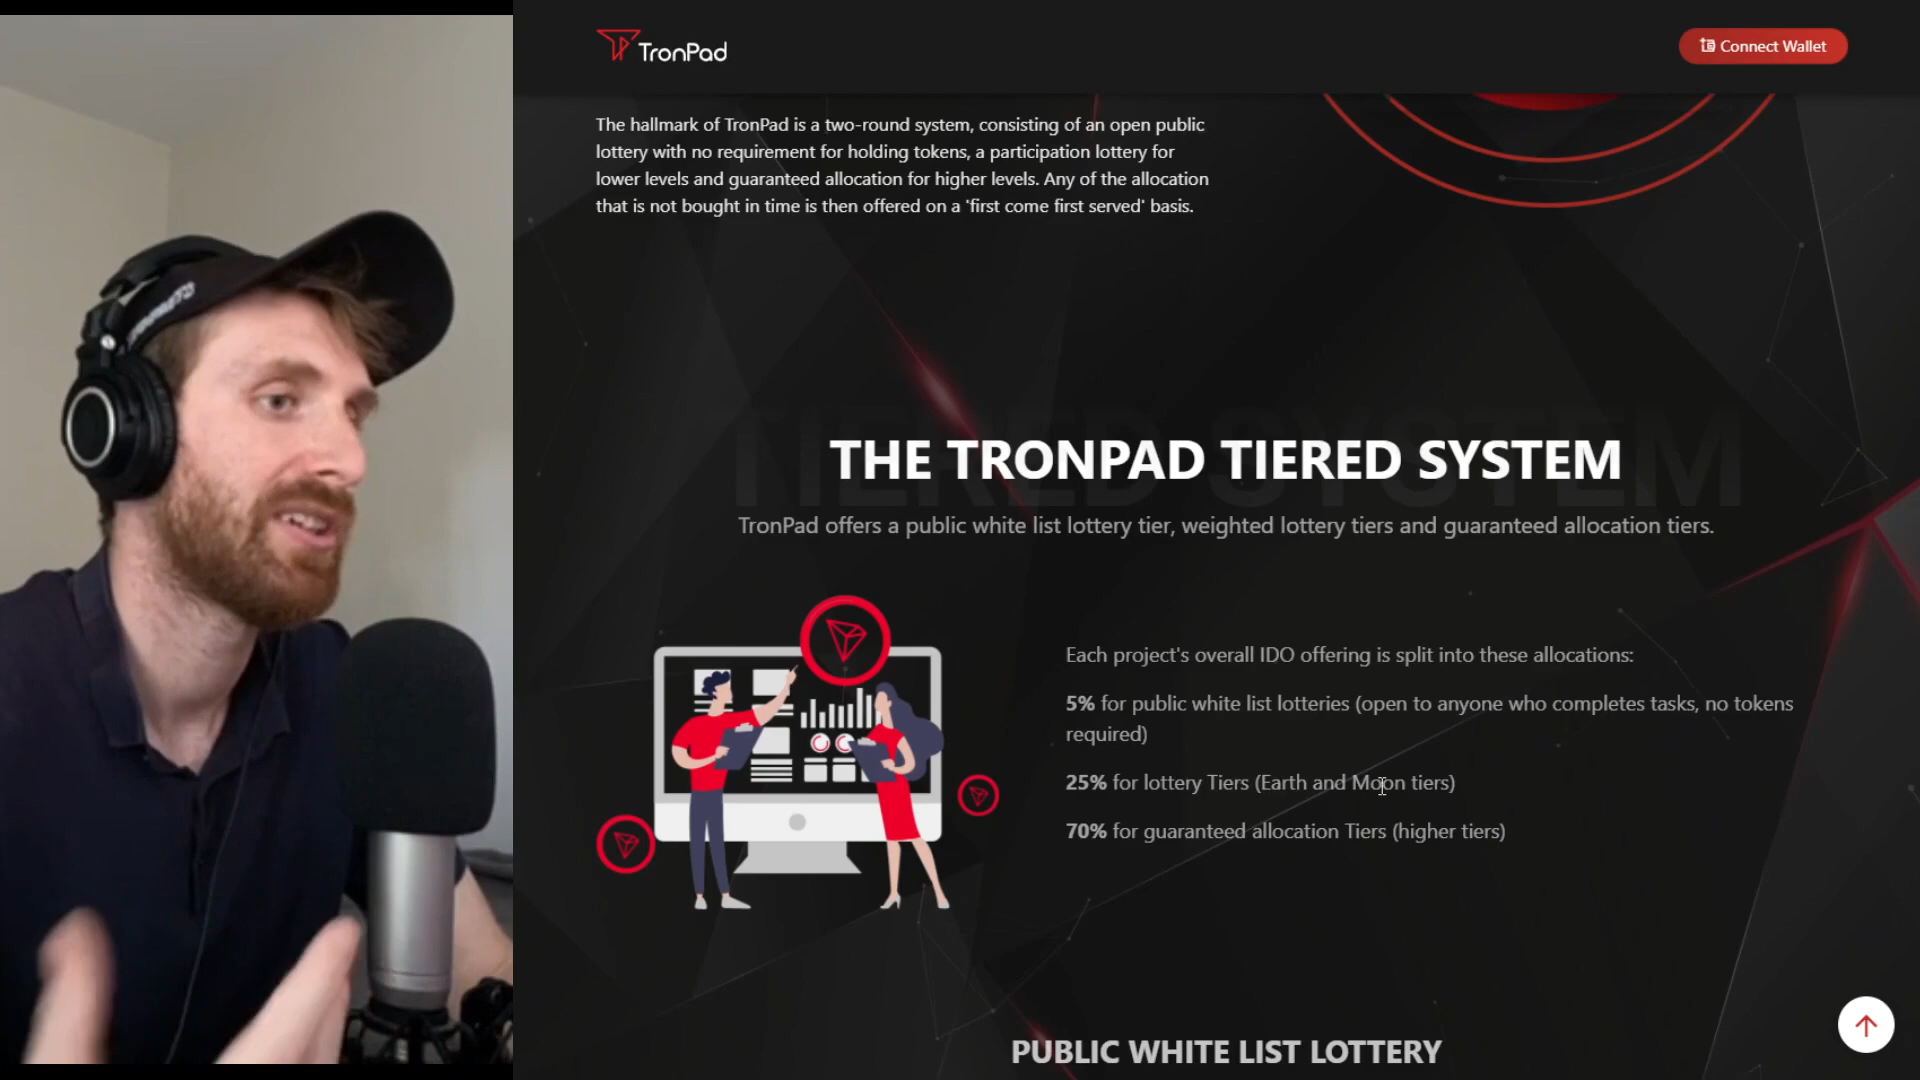 TronPad
Connect Wallet
The hallmark of TronPad is a two-round system, consisting of an open public
lottery with no requirement for holding tokens, a participation lottery for
lower levels and guaranteed allocation for higher levels. Any of the allocation
that is not bought in time is then offered on a 'first come first served' basis.
TIERED SYSTEM
THE TRONPAD TIERED SYSTEM
TronPad offers a public white list lottery tier, weighted lottery tiers and guaranteed allocation tiers.
Each project's overall IDO offering is split into these allocations:
5% for public white list lotteries (open to anyone who completes tasks, no tokens
required)
25% for lottery Tiers (Earth and Moon tiers)
70% for guaranteed allocation Tiers (higher tiers)
PUBLIC WHITE LIST LOTTERY